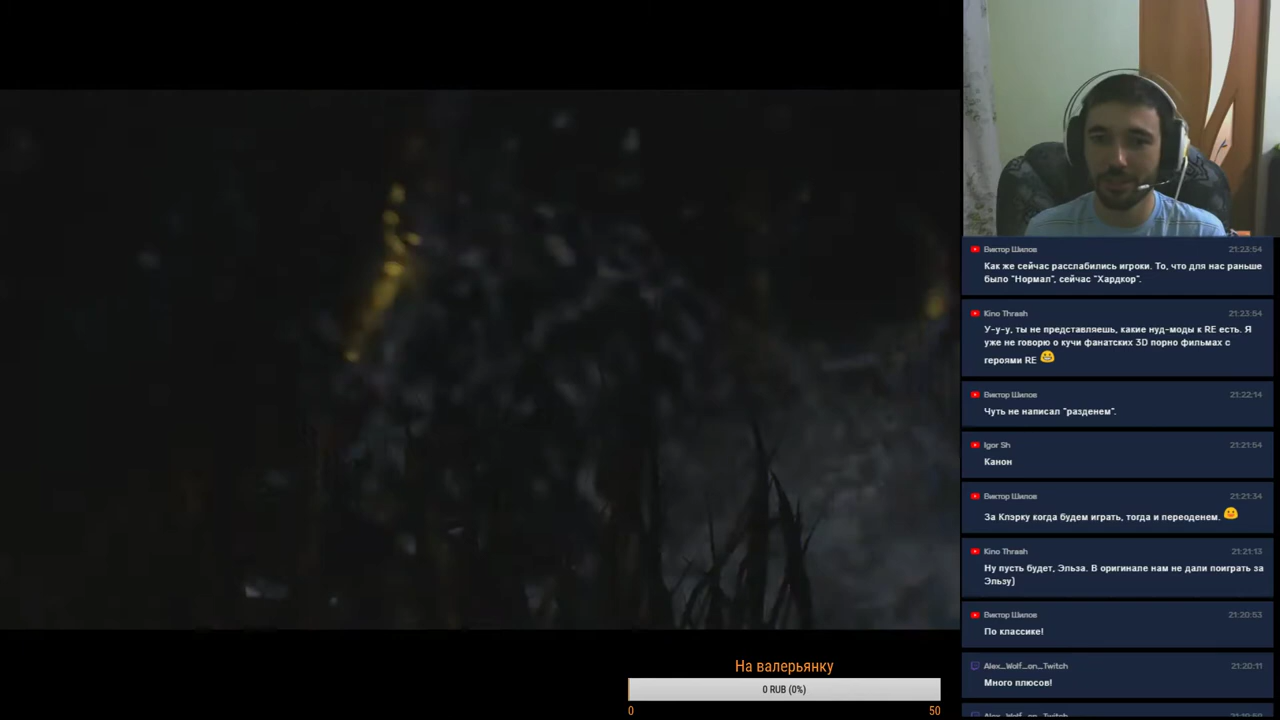 Виктор Шилов 21:23:54
Как же сейчас расслабились игроки. То, что для нас раньше
было "Нормал", сейчас "Хардкор".
Kino Thrash 21:23:54
У-у-у, ты не представляешь, какие нуд-моды к RE есть. Я
уже не говорю о кучи фанатских 3D порно фильмах с
героями RE
Виктор Шилов 21:22:14
Чуть не написал "разденем".
Igor Sh 21:21:54
Канон
Виктор Шилов 21:21:34
За Клэрку когда будем играть, тогда и переоденем.
Kino Thrash 21:21:13
Ну пусть будет, Эльза. В оригинале нам не дали поиграть за
Эльзу)
Виктор Шилов 21:20:53
По классике!
Alex_Wolf_on_Twitch 21:20:11
Много плюсов!
На валерьянку
0 RUB (0%)
0 50